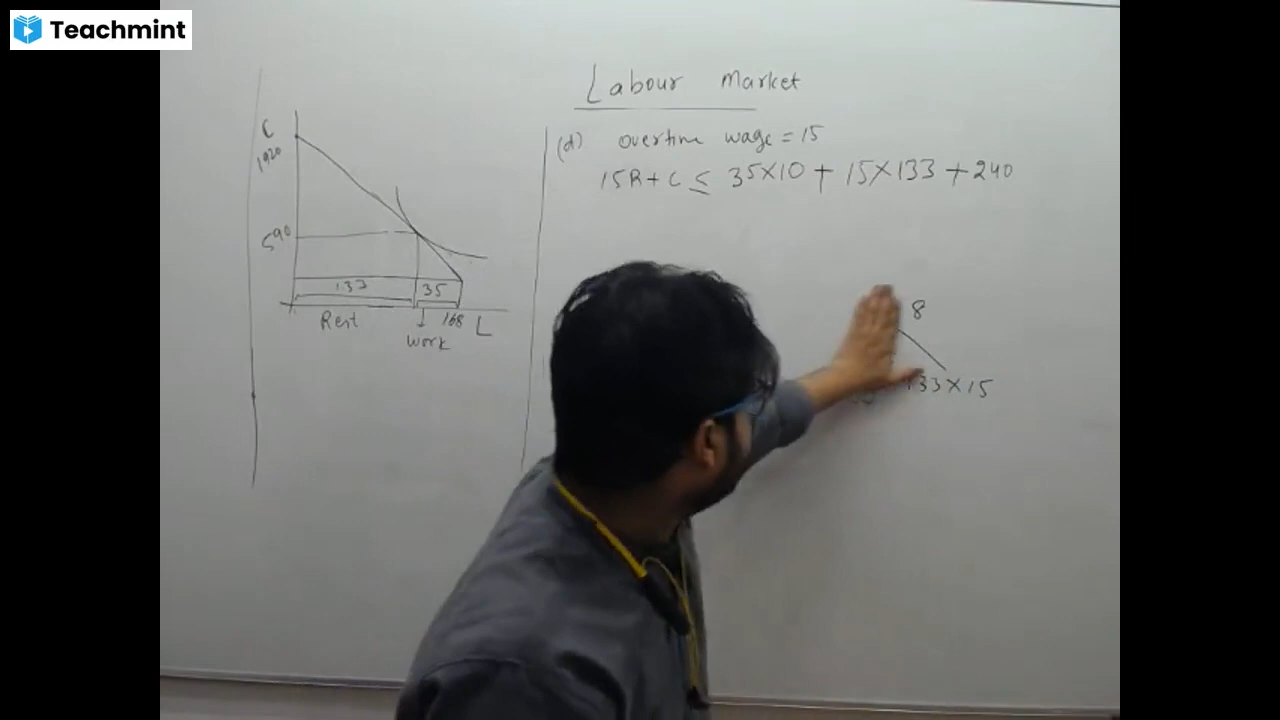 Teachmint
Labour Market
(d) overtime wage = 15
15R + C ≤ 35×10 + 15×133 + 240
C
1920
590
133
35
168
L
Rest
work
8
133×15